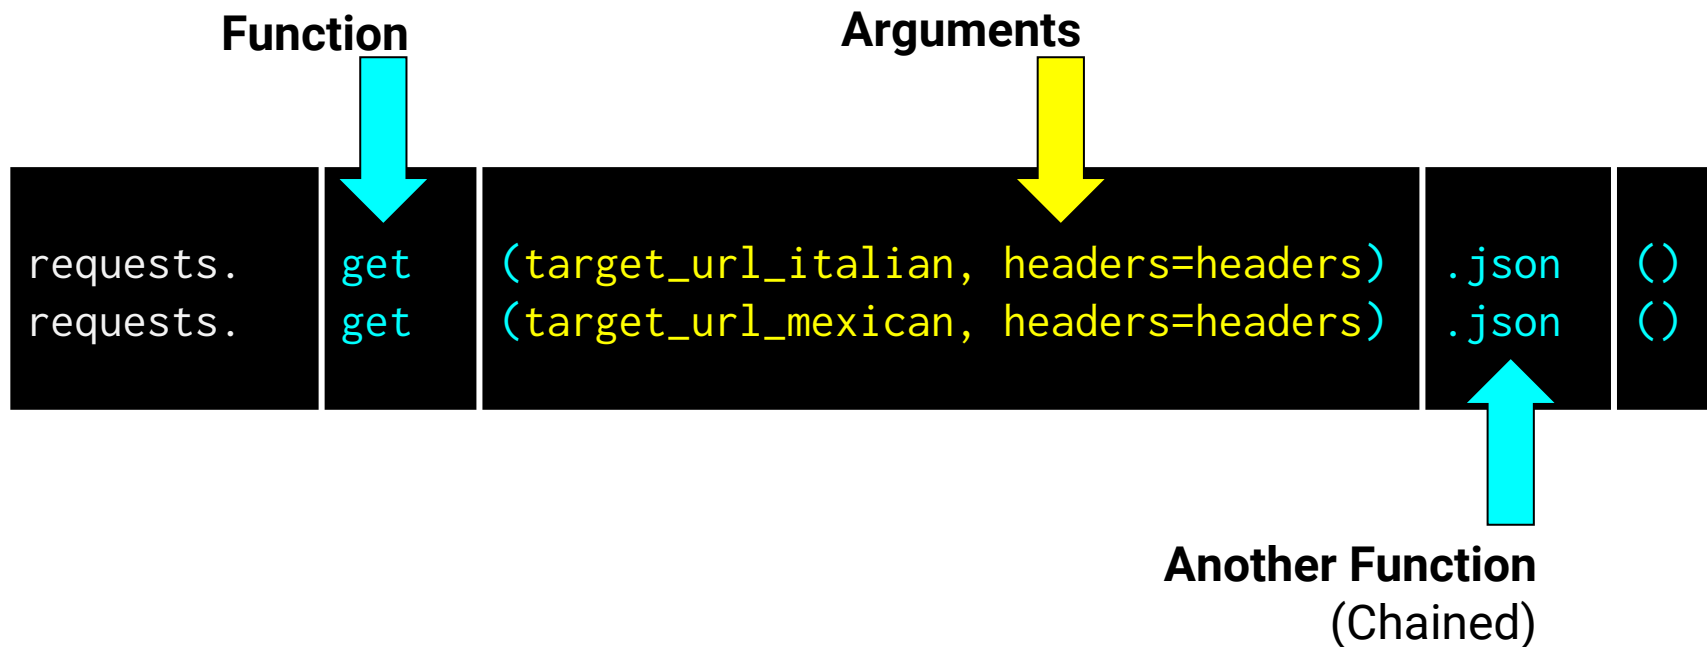 Function
Arguments
requests. get (target_url_italian, headers=headers) .json ()
requests. get (target_url_mexican, headers=headers) .json ()
Another Function
(Chained)